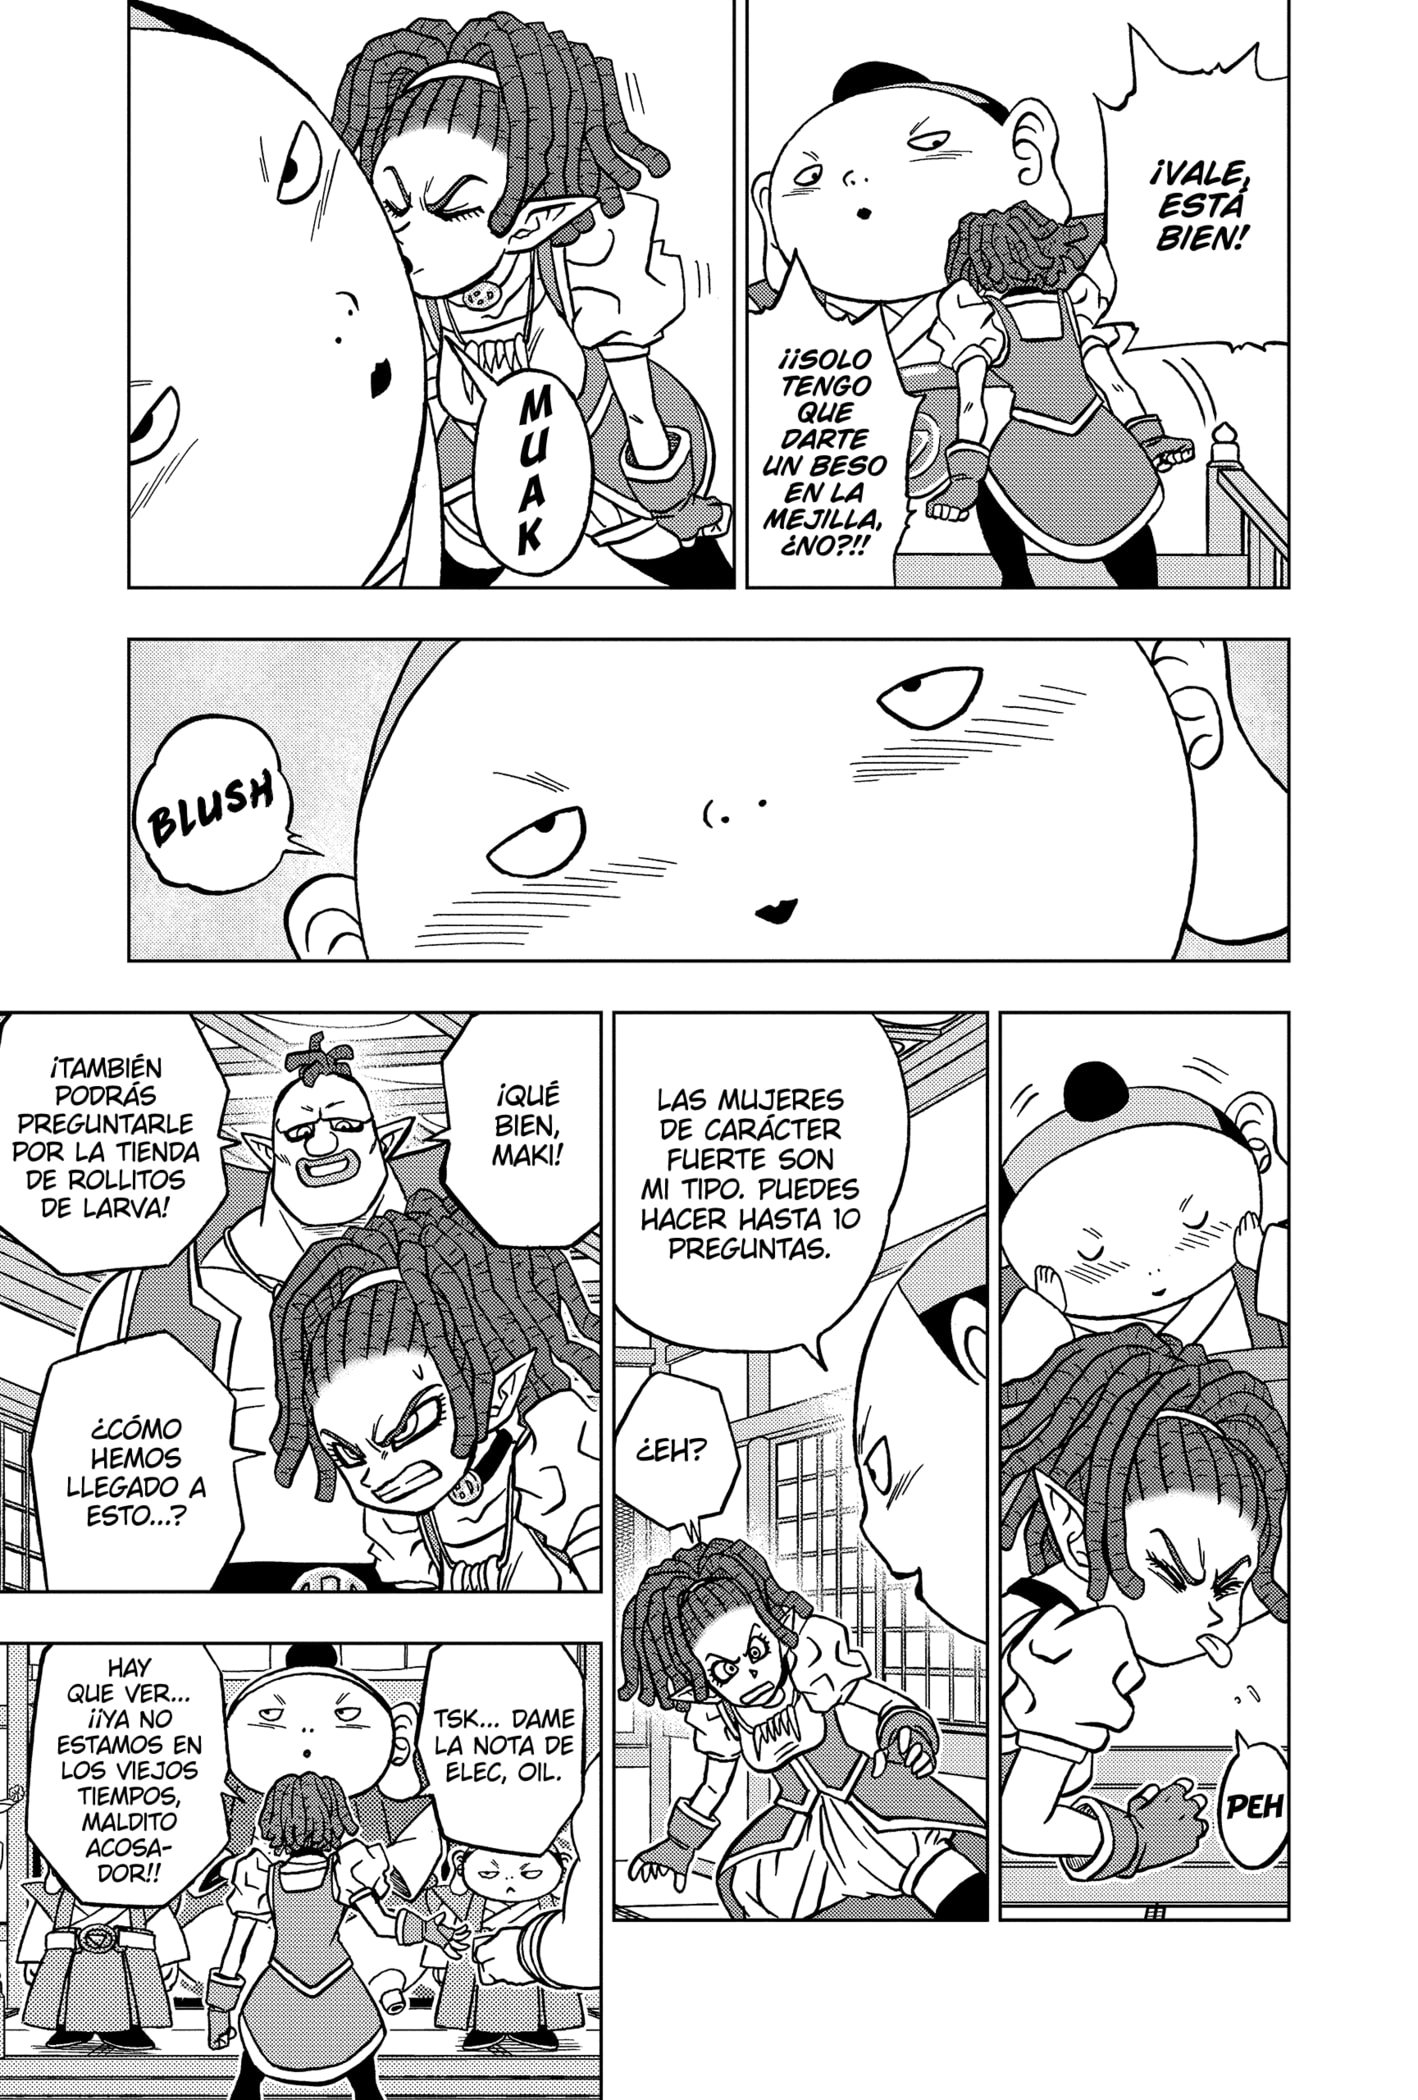 ¡VALE,
ESTÁ
BIEN!
¡¡SOLO
TENGO
QUE
DARTE
UN BESO
EN LA
MEJILLA,
¿NO?!!
MUAK
BLUSH
PEH
LAS MUJERES
DE CARÁCTER
FUERTE SON
MI TIPO. PUEDES
HACER HASTA 10
PREGUNTAS.
¿EH?
¡QUÉ
BIEN,
MAKI!
¡TAMBIÉN
PODRÁS
PREGUNTARLE
POR LA TIENDA
DE ROLLITOS
DE LARVA!
¿CÓMO
HEMOS
LLEGADO A
ESTO...?
TSK... DAME
LA NOTA DE
ELEC, OIL.
HAY
QUE VER...
¡¡YA NO
ESTAMOS EN
LOS VIEJOS
TIEMPOS,
MALDITO
ACOSA-
DOR!!